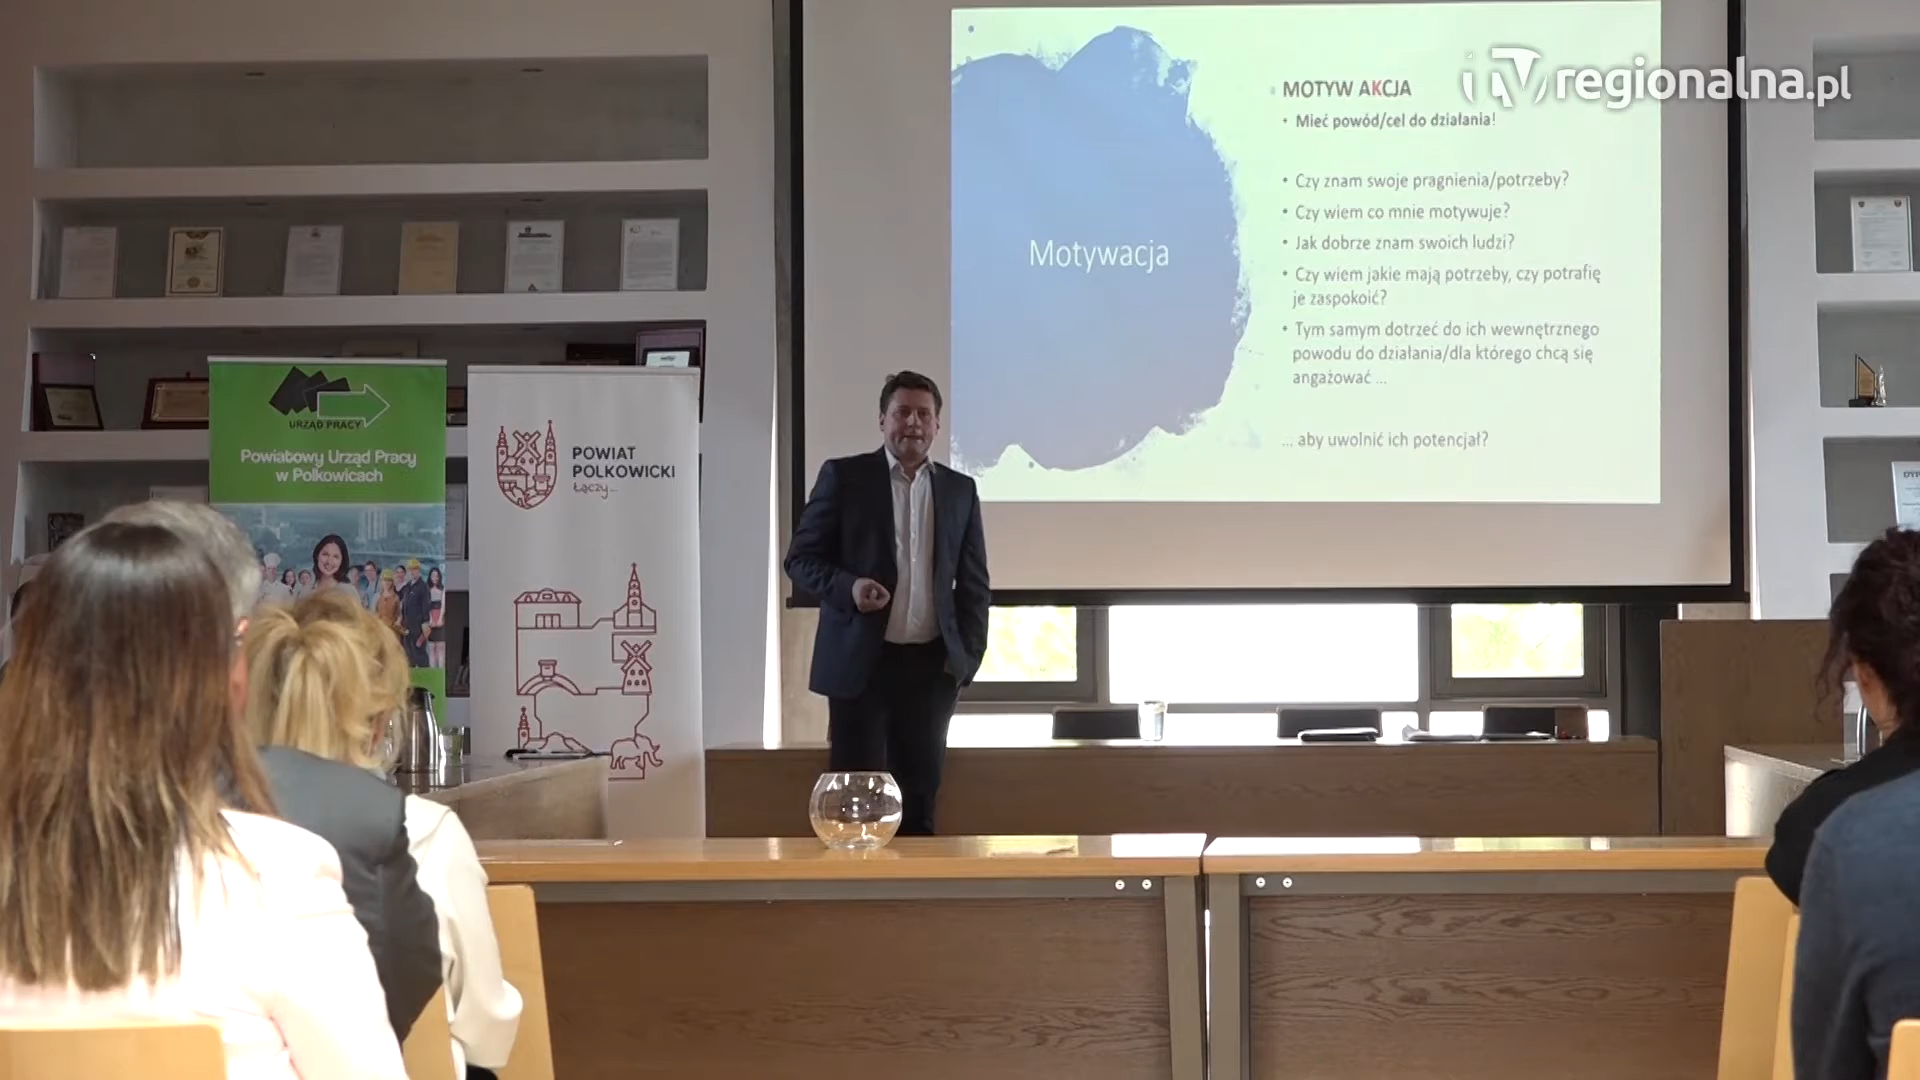 tv regionalna.pl
MOTYW AKCJA
Mieć powód/cel do działania!
Czy znam swoje pragnienia/potrzeby?
Czy wiem co mnie motywuje?
Jak dobrze znam swoich ludzi?
Czy wiem jakie mają potrzeby, czy potrafię
je zaspokoić?
Tym samym dotrzeć do ich wewnętrznego
powodu do działania/dla którego chcą się
angażować ...
... aby uwolnić ich potencjał?
Motywacja
URZĄD PRACY
Powiatowy Urząd Pracy
w Polkowicach
POWIAT
POLKOWICKI
Łączy...